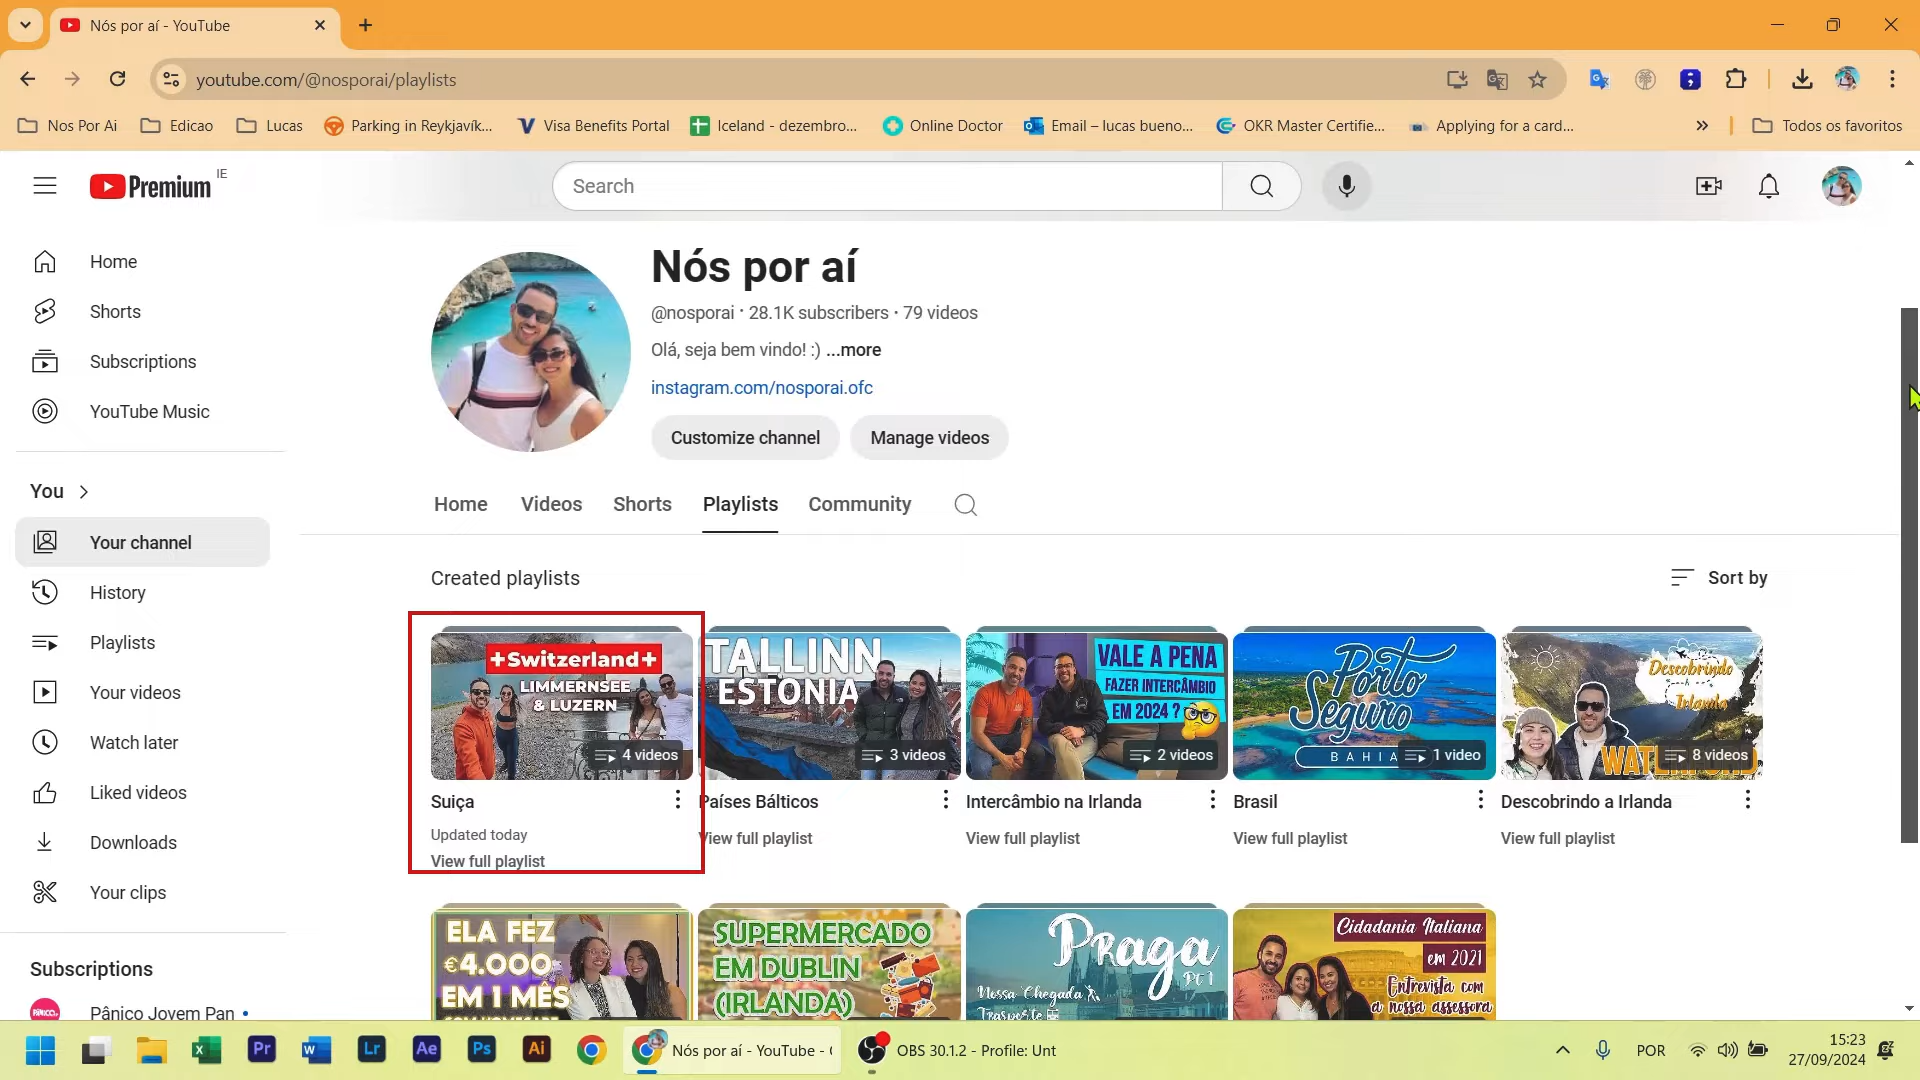 Nós por aí - YouTube
youtube.com/@nosporai/playlists
Nos Por Ai
Edicao
Lucas
Parking in Reykjavík...
Visa Benefits Portal
Iceland - dezembro...
Online Doctor
Email – lucas bueno...
OKR Master Certifie...
Applying for a card...
Todos os favoritos
Premium IE
Search
Home
Shorts
Subscriptions
YouTube Music
You
Your channel
History
Playlists
Your videos
Watch later
Liked videos
Downloads
Your clips
Subscriptions
Pânico Jovem Pan
Nós por aí
@nosporai · 28.1K subscribers · 79 videos
Olá, seja bem vindo! :) ...more
instagram.com/nosporai.ofc
Customize channel
Manage videos
Home
Videos
Shorts
Playlists
Community
Created playlists
Sort by
+Switzerland+
LIMMERNSEE
& LUZERN
4 videos
Suiça
Updated today
View full playlist
TALLINN
ESTONIA
3 videos
Países Bálticos
View full playlist
VALE A PENA
FAZER INTERCÂMBIO
EM 2024 ?
2 videos
Intercâmbio na Irlanda
View full playlist
Porto
Seguro
BAHIA
1 video
Brasil
View full playlist
Descobrindo
a
Irlanda
8 videos
Descobrindo a Irlanda
View full playlist
ELA FEZ
€4.000
EM 1 MÊS
SUPERMERCADO
EM DUBLIN
(IRLANDA)
Praga
Pt 1
Nossa Chegada
Trasporte
Cidadania Italiana
em 2021
Entrevista com
a nossa assessora
Pr
Lr
Ae
Ps
Ai
Nós por aí - YouTube - (
OBS 30.1.2 - Profile: Unt
POR
15:23
27/09/2024